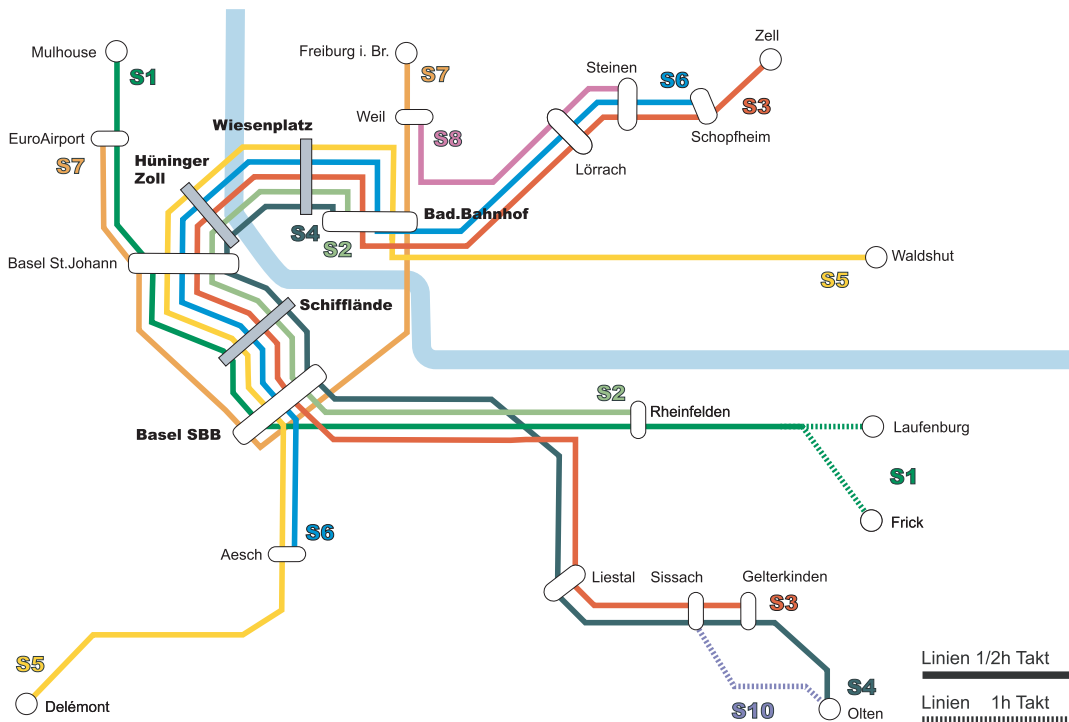 Zell
Mulhouse
S1
Freiburg i. Br.
S7
Steinen
S6
S3
EuroAirport
S7
Wiesenplatz
Weil
S8
Schopfheim
Hüninger
Zoll
Lörrach
Bad.Bahnhof
S4
S2
Basel St.Johann
Waldshut
S5
Schifflände
S2
Rheinfelden
Basel SBB
Laufenburg
S1
Frick
S6
Aesch
Liestal
Sissach
Gelterkinden
S3
S5
Delémont
S10
S4
Olten
Linien 1/2h Takt
Linien 1h Takt